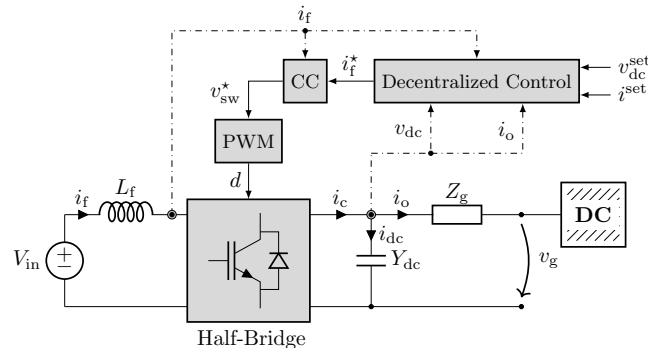 i_f
v_sw^⋆
CC
i_f^⋆
Decentralized Control
v_dc^set
i^set
PWM
v_dc
i_o
d
i_f
L_f
i_c
i_o
Z_g
DC
V_in
i_dc
Y_dc
v_g
Half-Bridge